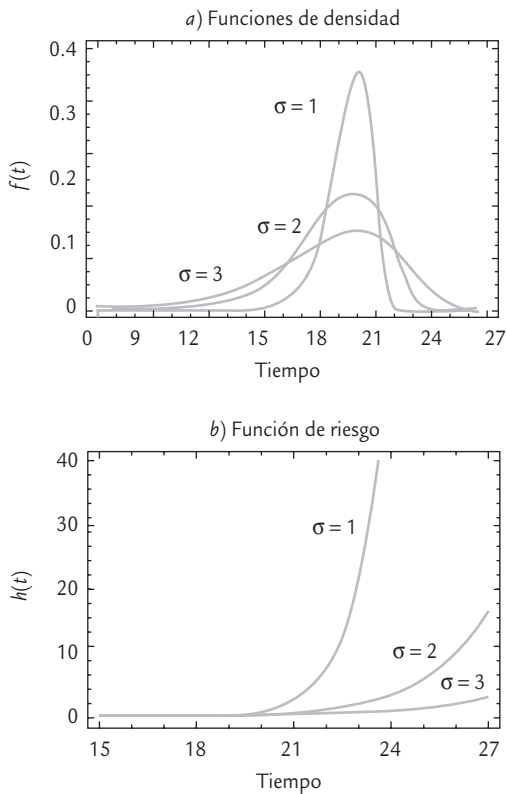 a) Funciones de densidad
0.4
0.3
0.2
0.1
0
f(t)
σ = 1
σ = 2
σ = 3
0 9 12 15 18 21 24 27
Tiempo
b) Función de riesgo
40
30
20
10
0
h(t)
σ = 1
σ = 2
σ = 3
15 18 21 24 27
Tiempo